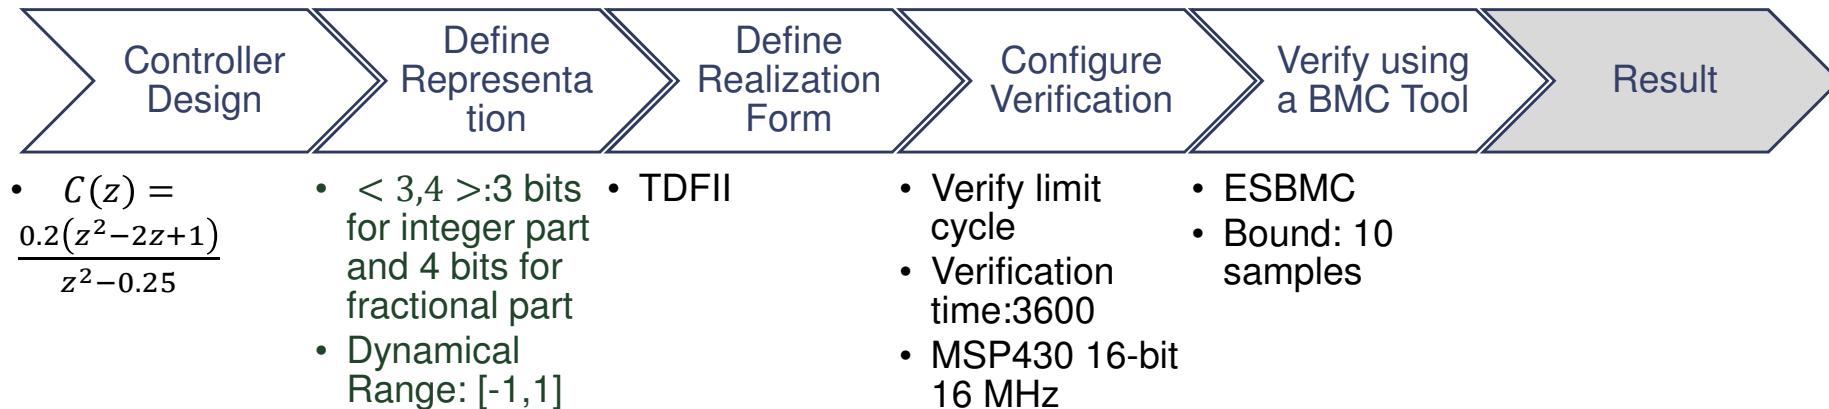 Controller
Design
Define
Representa
tion
Define
Realization
Form
Configure
Verification
Verify using
a BMC Tool
Result
• C(z) =
0.2(z²−2z+1)
z²−0.25
• < 3,4 >:3 bits
for integer part
and 4 bits for
fractional part
• Dynamical
Range: [-1,1]
• TDFII
• Verify limit
cycle
• Verification
time:3600
• MSP430 16-bit
16 MHz
• ESBMC
• Bound: 10
samples